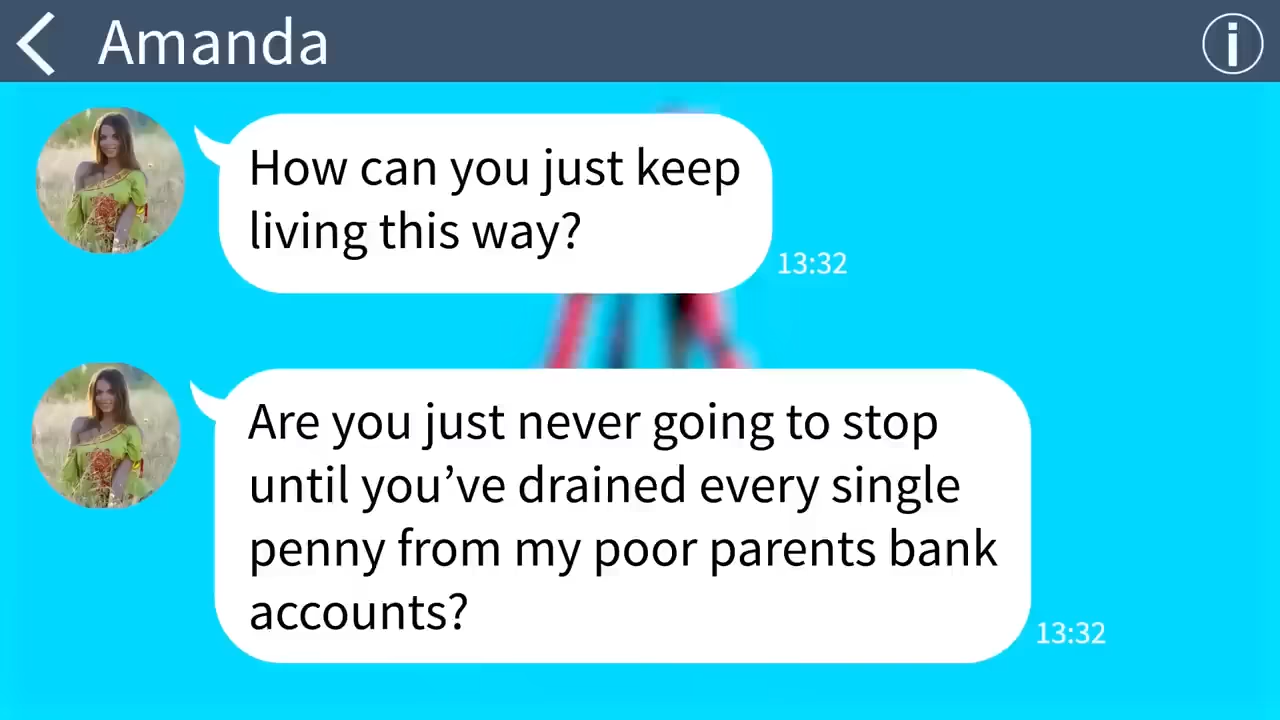 Amanda
How can you just keep
living this way?
13:32
Are you just never going to stop
until you’ve drained every single
penny from my poor parents bank
accounts?
13:32